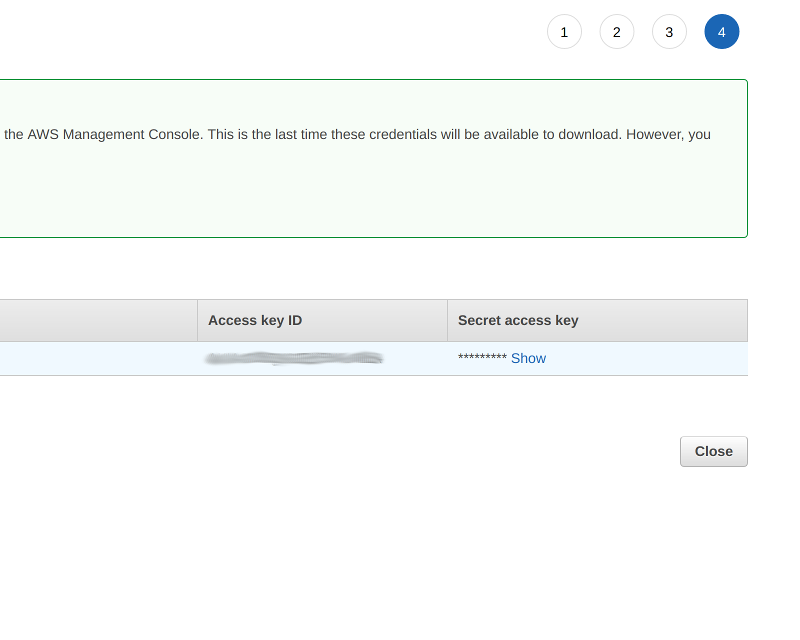 1 2 3 4
the AWS Management Console. This is the last time these credentials will be available to download. However, you
Access key ID Secret access key
********* Show
Close